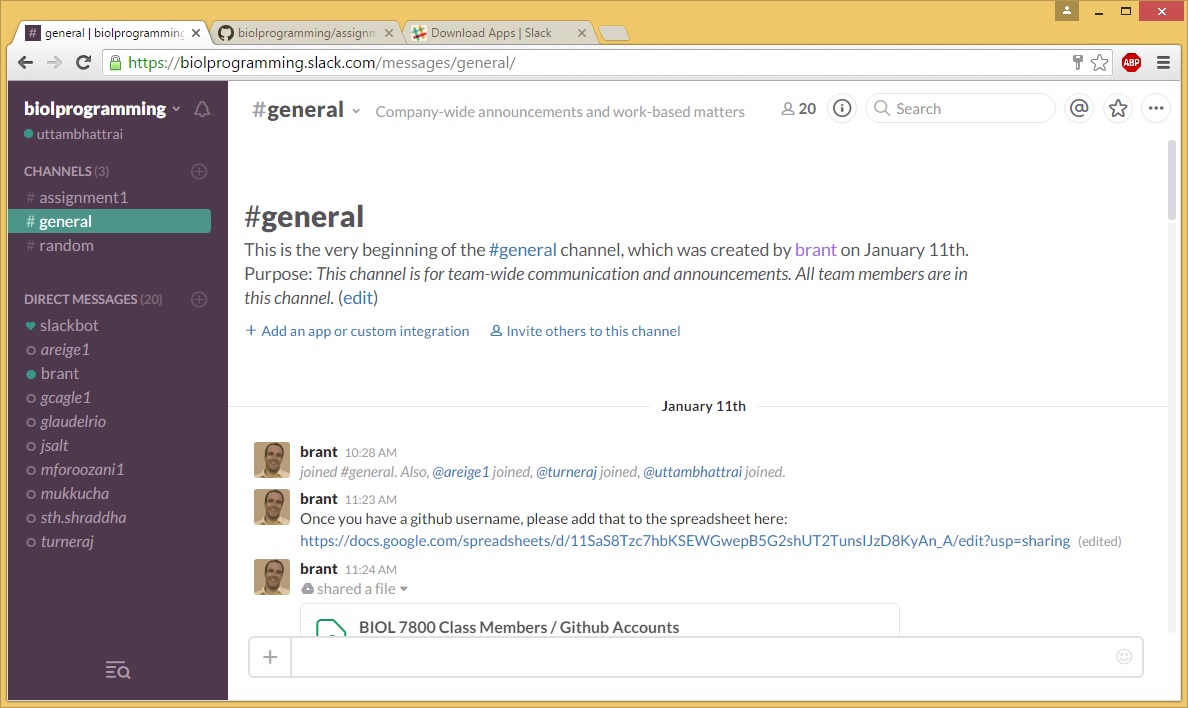 general | biolprogramming
biolprogramming/assignm
Download Apps | Slack
https://biolprogramming.slack.com/messages/general/
ABP
biolprogramming
uttambhattrai
CHANNELS (3)
# assignment1
# general
# random
DIRECT MESSAGES (20)
slackbot
areige1
brant
gcagle1
glaudelrio
jsalt
mforoozani1
mukkucha
sth.shraddha
turneraj
#general
Company-wide announcements and work-based matters
20
Search
#general
This is the very beginning of the #general channel, which was created by brant on January 11th.
Purpose: This channel is for team-wide communication and announcements. All team members are in
this channel. (edit)
+ Add an app or custom integration Invite others to this channel
January 11th
brant 10:28 AM
joined #general. Also, @areige1 joined, @turneraj joined, @uttambhattrai joined.
brant 11:23 AM
Once you have a github username, please add that to the spreadsheet here:
https://docs.google.com/spreadsheets/d/11SaS8Tzc7hbKSEWGwepB5G2shUT2TunsIJzD8KyAn_A/edit?usp=sharing (edited)
brant 11:24 AM
shared a file
BIOL 7800 Class Members / Github Accounts